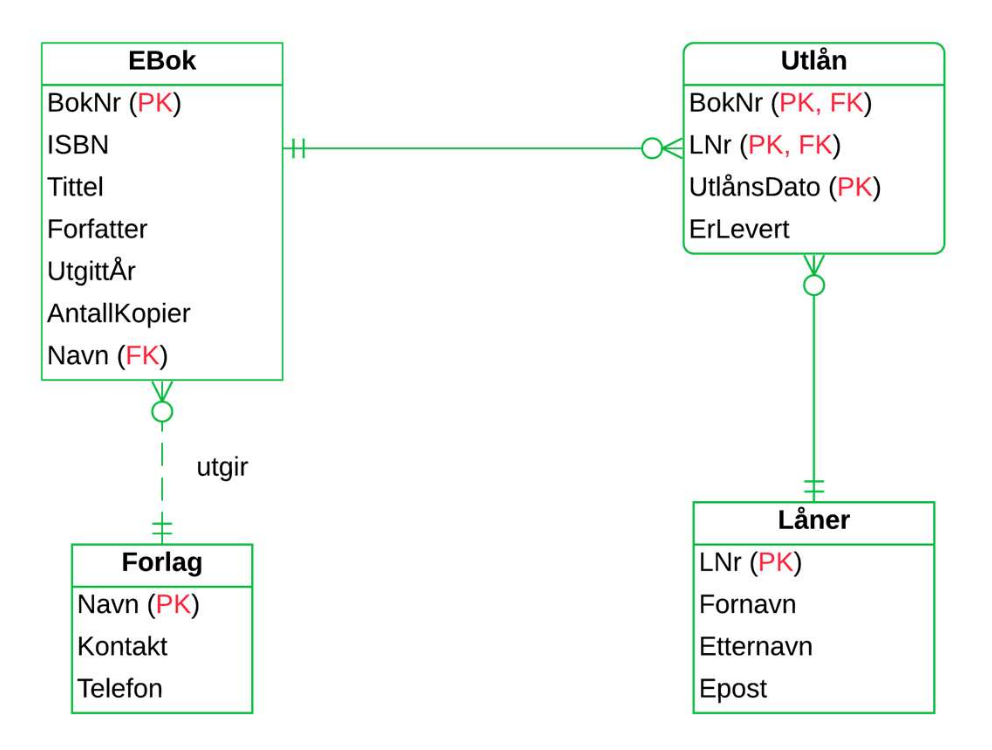 EBok
BokNr (PK)
ISBN
Tittel
Forfatter
UtgittÅr
AntallKopier
Navn (FK)
Utlån
BokNr (PK, FK)
LNr (PK, FK)
UtlånsDato (PK)
ErLevert
utgir
Forlag
Navn (PK)
Kontakt
Telefon
Låner
LNr (PK)
Fornavn
Etternavn
Epost